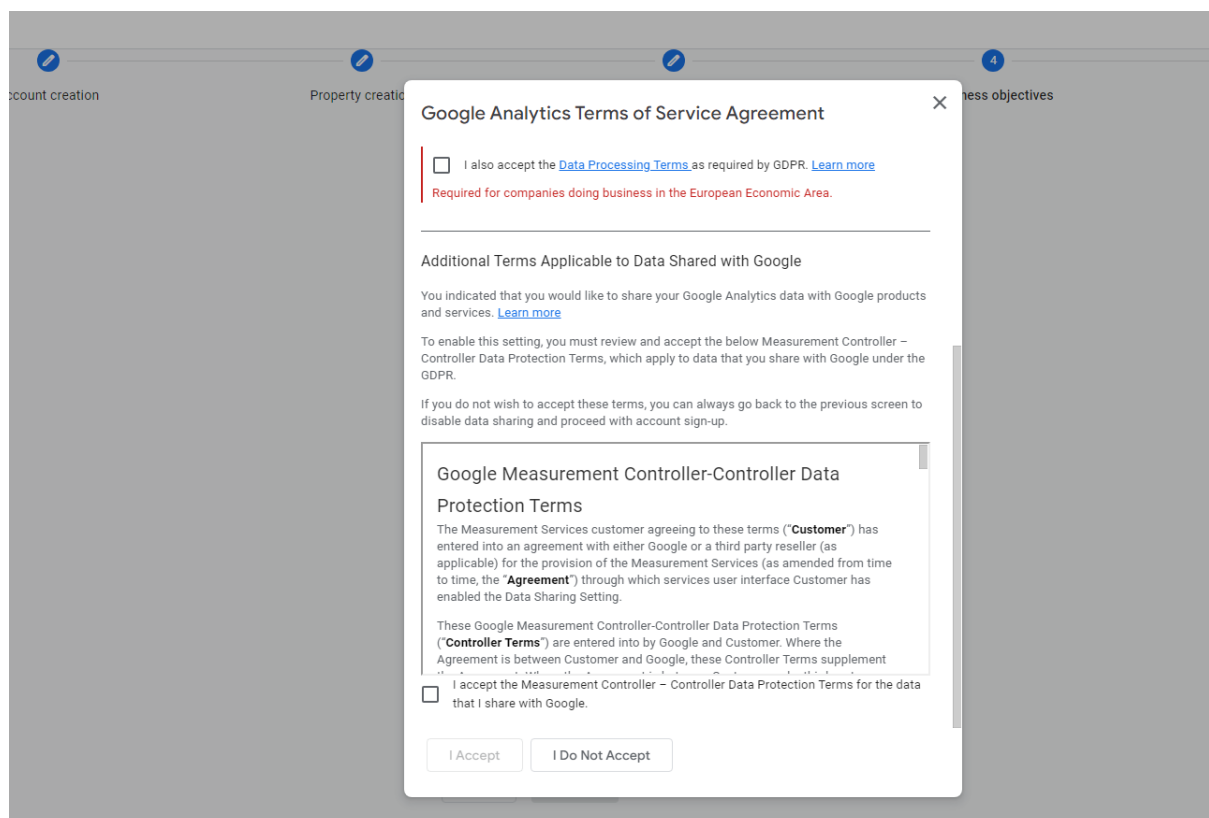 4
ccount creation
Property creatic
ness objectives
Google Analytics Terms of Service Agreement
I also accept the Data Processing Terms as required by GDPR. Learn more
Required for companies doing business in the European Economic Area.
Additional Terms Applicable to Data Shared with Google
You indicated that you would like to share your Google Analytics data with Google products
and services. Learn more
To enable this setting, you must review and accept the below Measurement Controller –
Controller Data Protection Terms, which apply to data that you share with Google under the
GDPR.
If you do not wish to accept these terms, you can always go back to the previous screen to
disable data sharing and proceed with account sign-up.
Google Measurement Controller-Controller Data
Protection Terms
The Measurement Services customer agreeing to these terms (“Customer”) has
entered into an agreement with either Google or a third party reseller (as
applicable) for the provision of the Measurement Services (as amended from time
to time, the “Agreement”) through which services user interface Customer has
enabled the Data Sharing Setting.
These Google Measurement Controller-Controller Data Protection Terms
(“Controller Terms”) are entered into by Google and Customer. Where the
Agreement is between Customer and Google, these Controller Terms supplement
I accept the Measurement Controller – Controller Data Protection Terms for the data
that I share with Google.
I Accept
I Do Not Accept